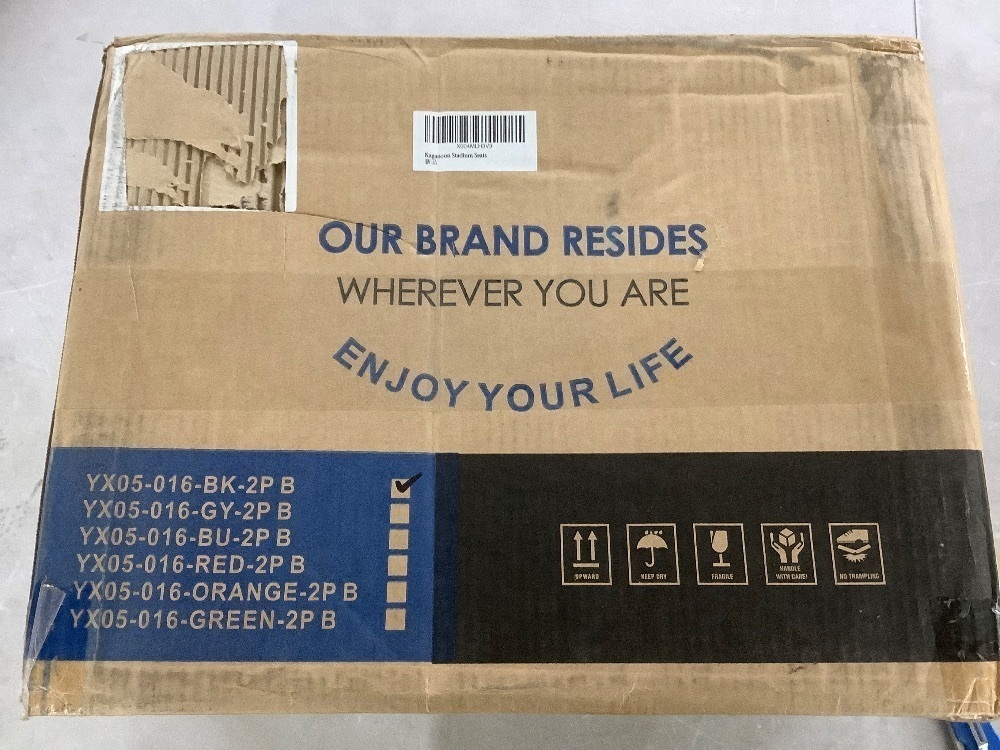 Stadium Seats
OUR BRAND RESIDES
WHEREVER YOU ARE
ENJOY YOUR LIFE
YX05-016-BK-2P B
YX05-016-GY-2P B
YX05-016-BU-2P B
YX05-016-RED-2P B
YX05-016-ORANGE-2P B
YX05-016-GREEN-2P B
UPWARD
KEEP DRY
FRAGILE
HANDLE
WITH CARE!
NO TRAMPLING